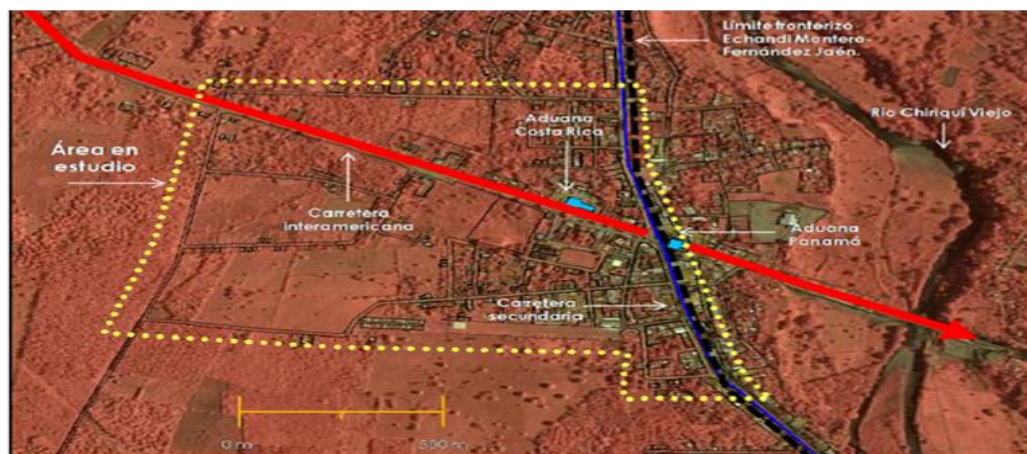 Límite fronterizo
Echandi Montero-
Fernández Jaén.
Río Chiriquí Viejo
Aduana
Costa Rica
Área en
estudio
Carretera
interamericana
Aduana
Panamá
Carretera
secundaria
0 m
500 m